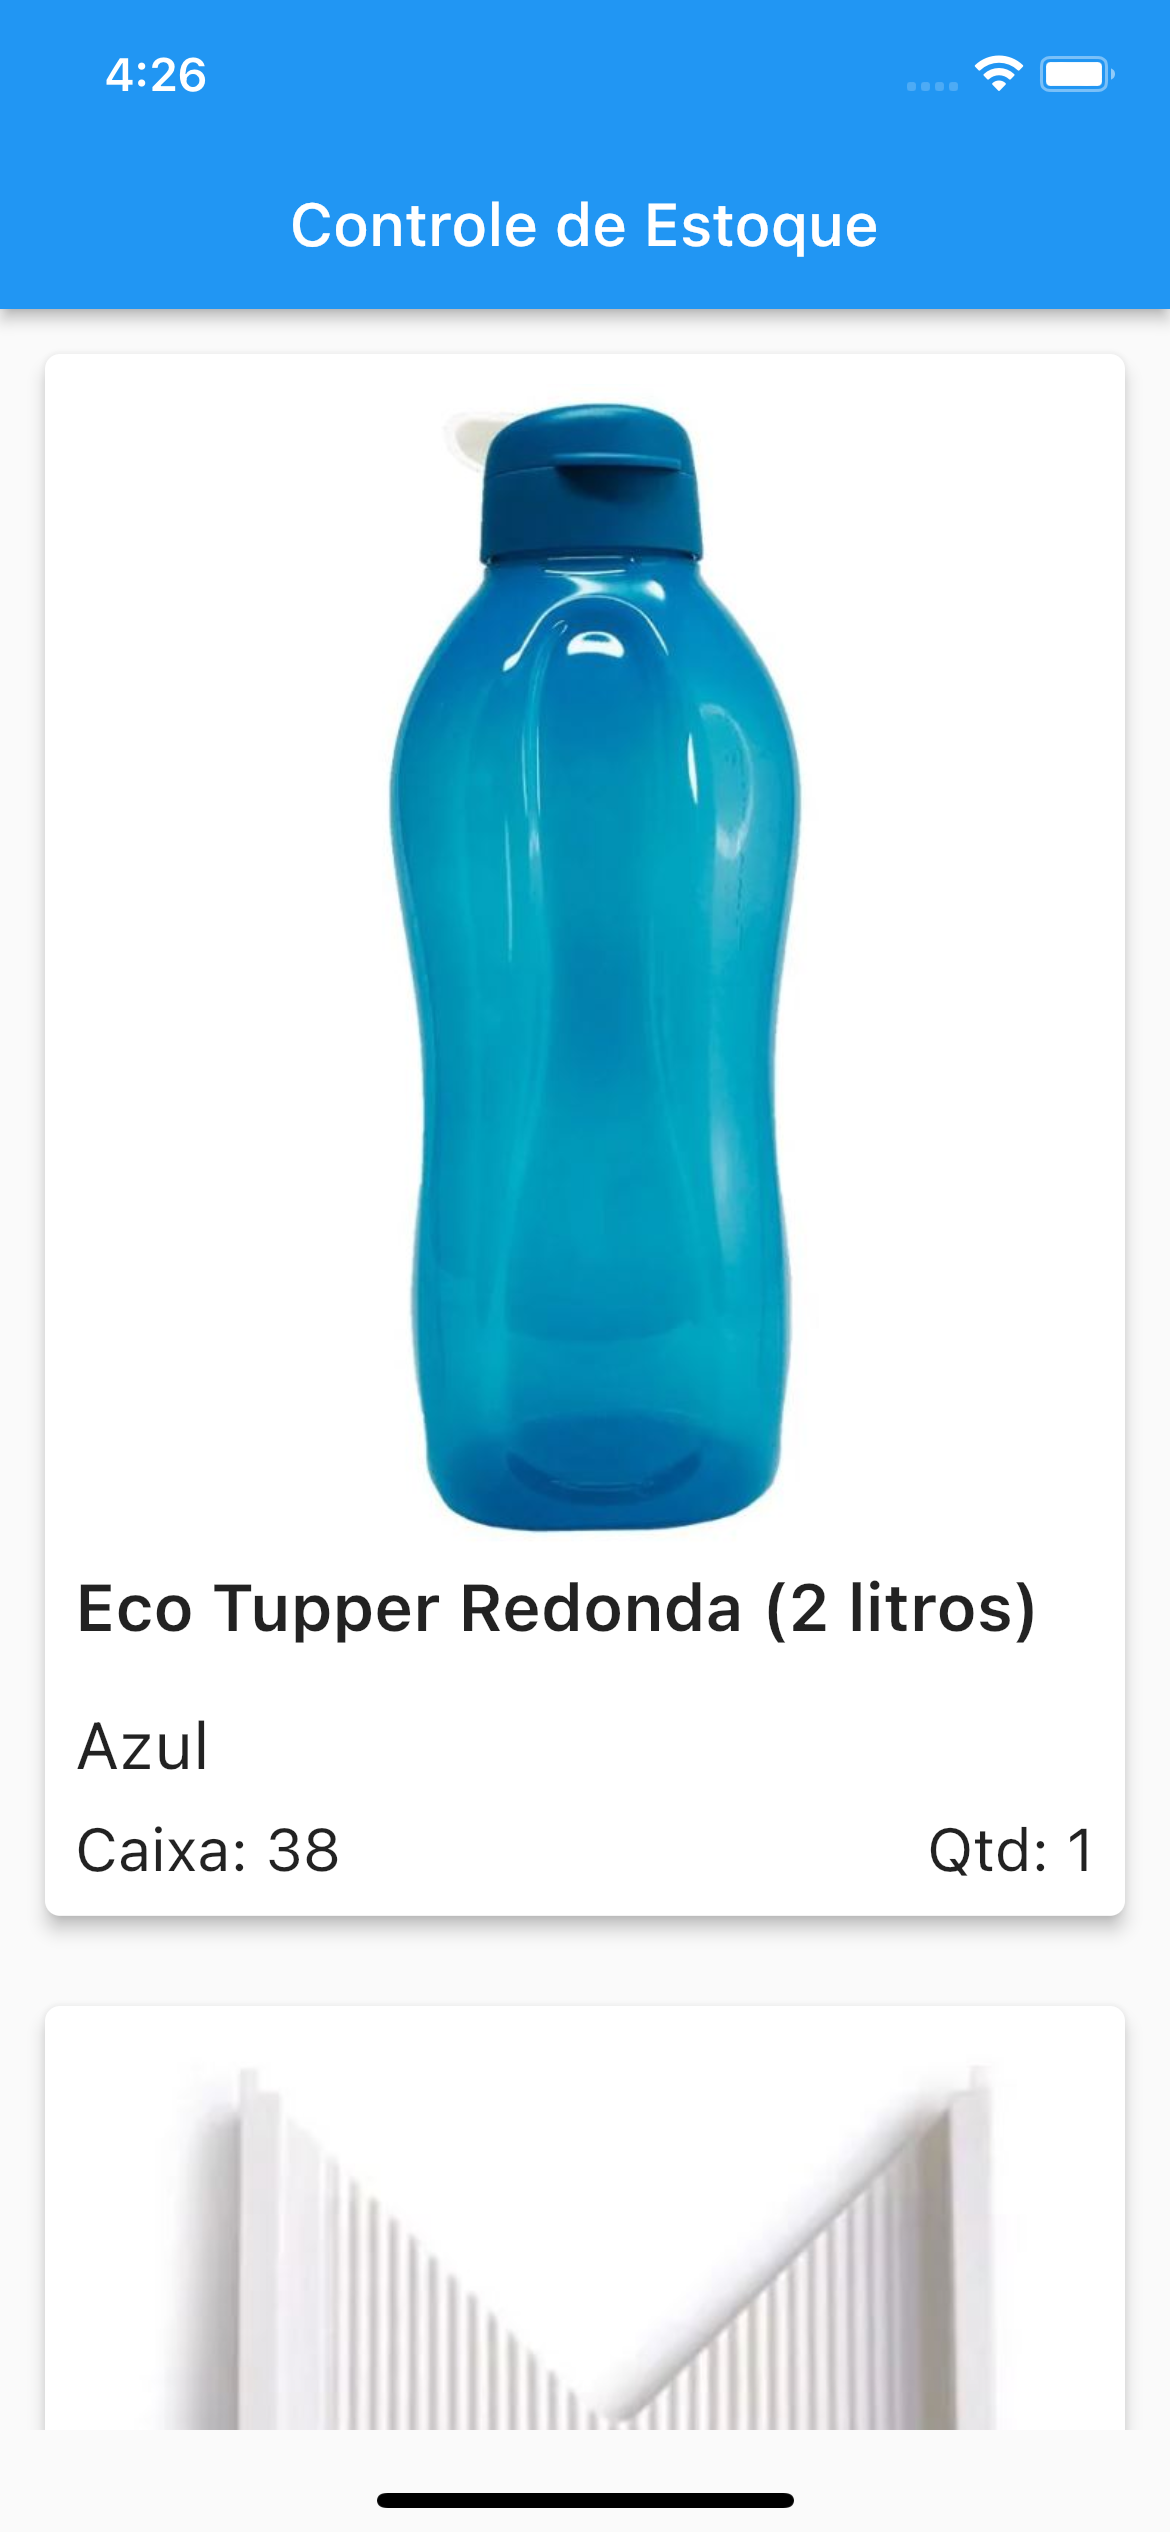 4:26
Controle de Estoque
Eco Tupper Redonda (2 litros)
Azul
Caixa: 38
Qtd: 1